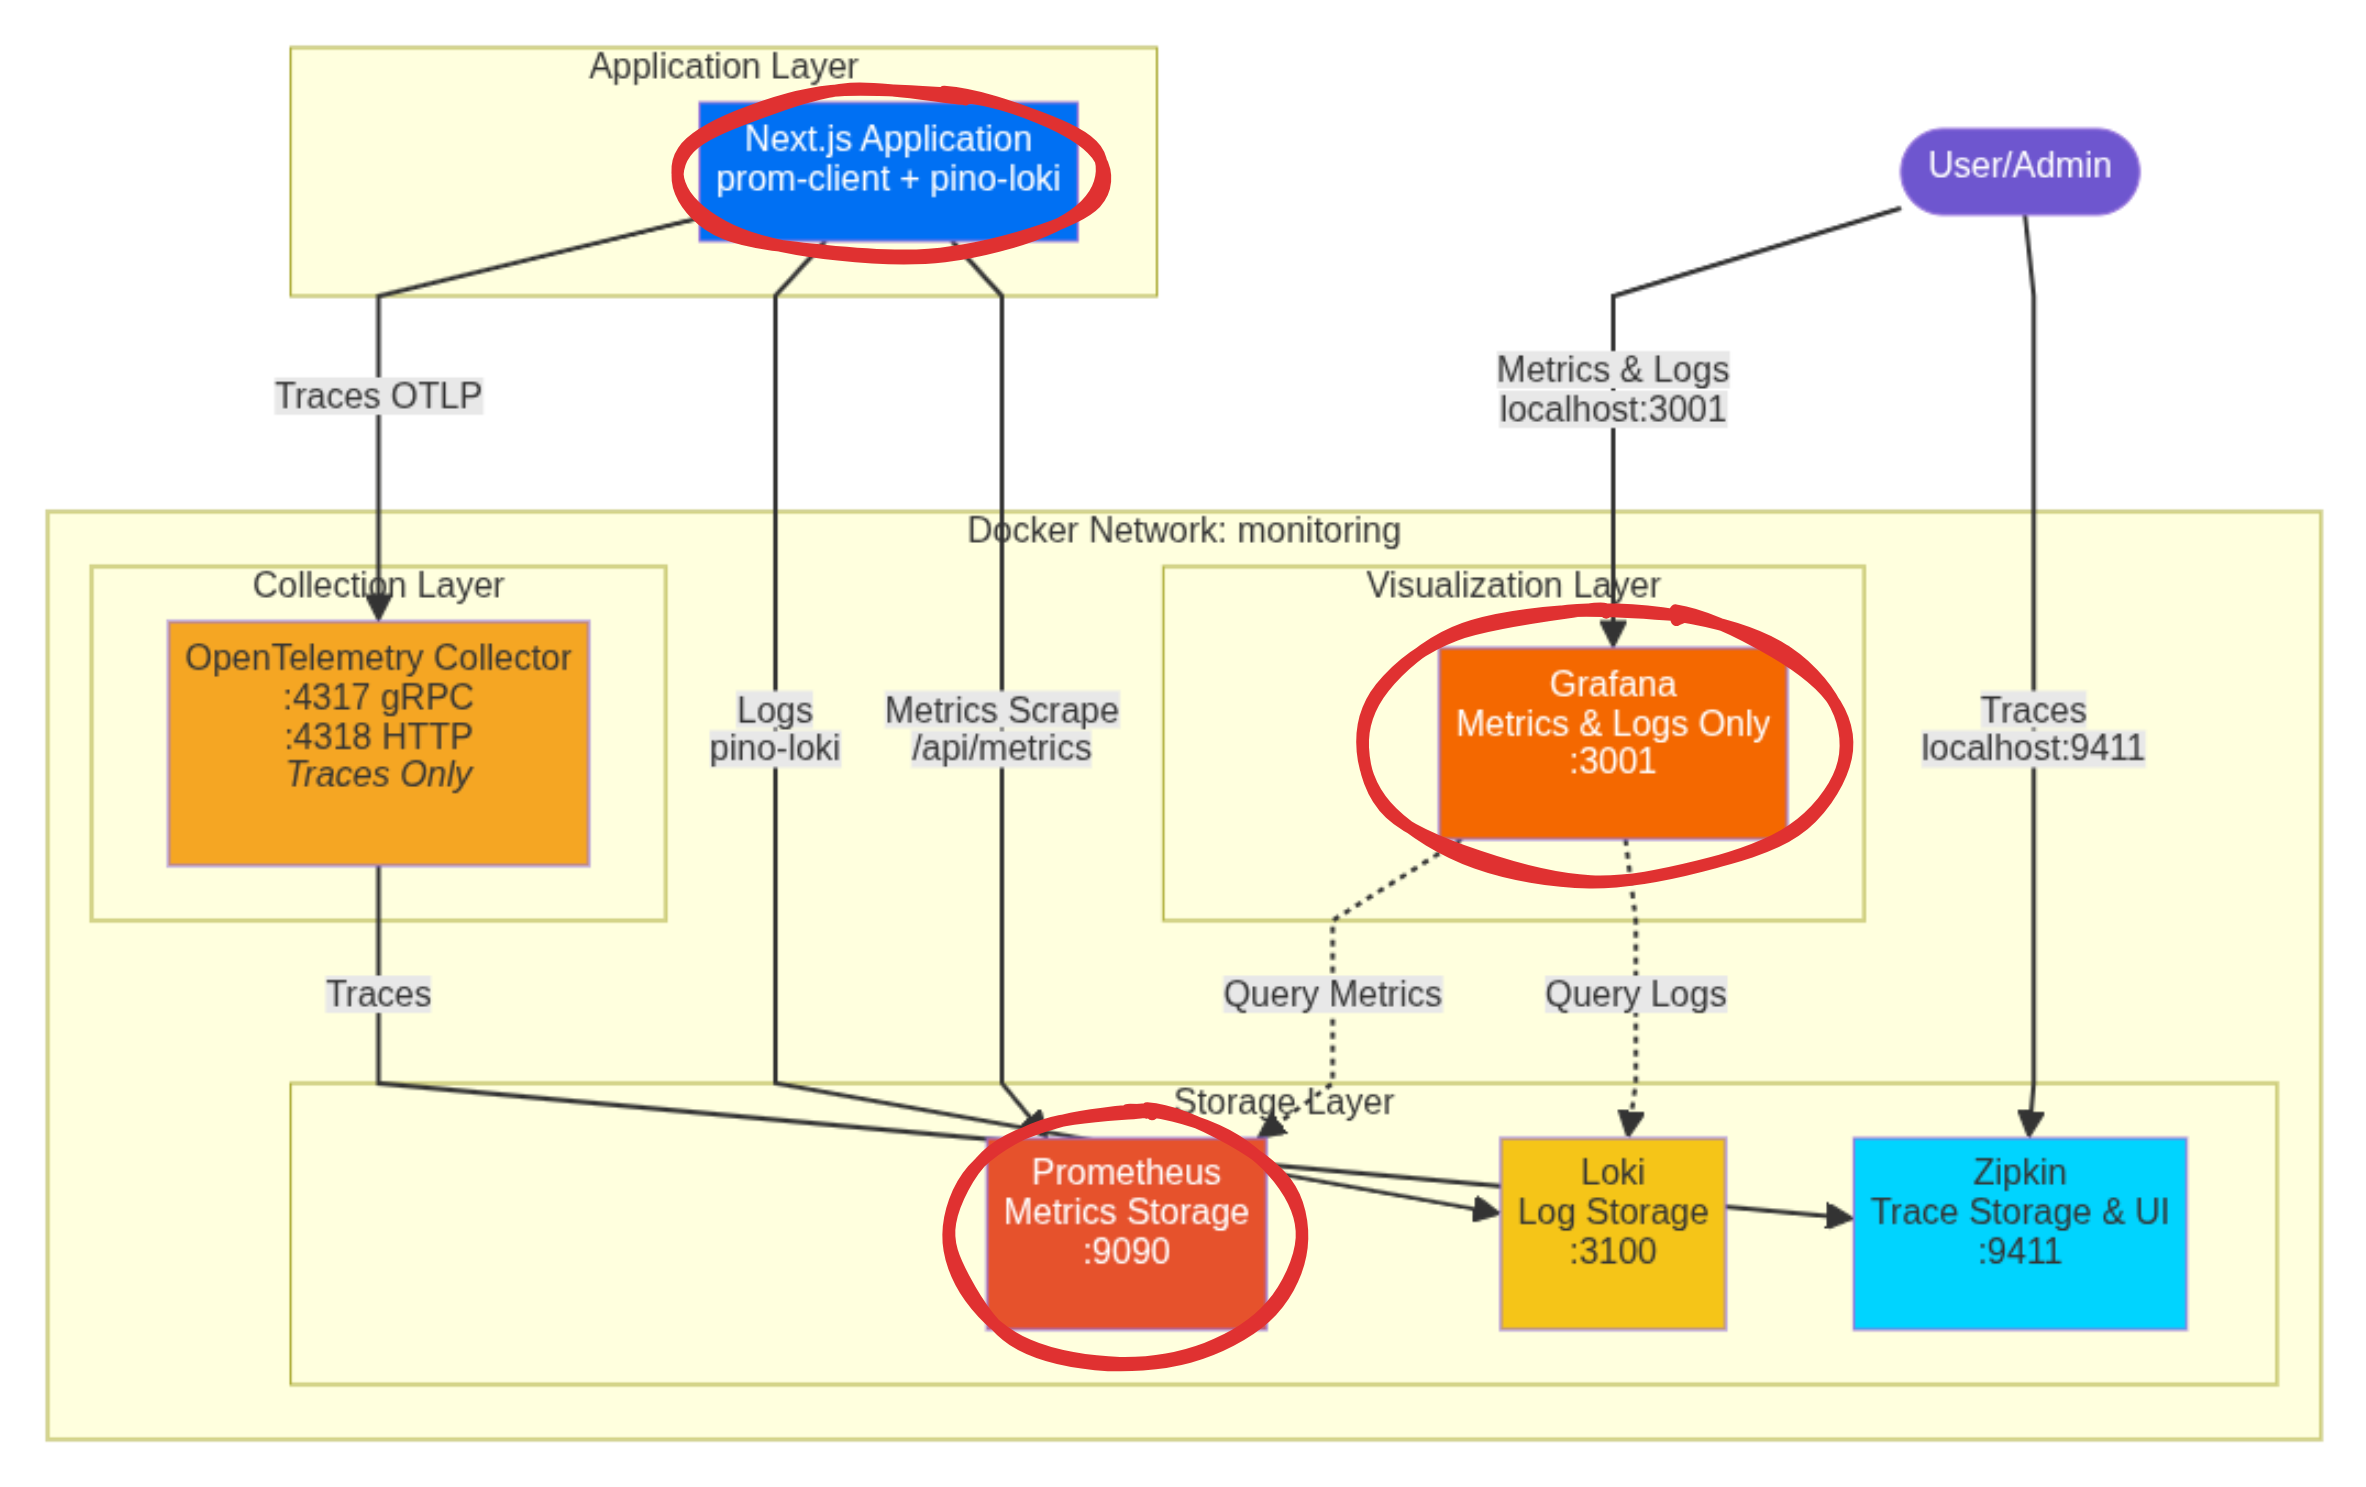 Application Layer
Next.js Application
prom-client + pino-loki
User/Admin
Traces OTLP
Metrics & Logs
localhost:3001
Docker Network: monitoring
Collection Layer
OpenTelemetry Collector
:4317 gRPC
:4318 HTTP
Traces Only
Logs
pino-loki
Metrics Scrape
/api/metrics
Visualization Layer
Grafana
Metrics & Logs Only
:3001
Traces
localhost:9411
Traces
Query Metrics
Query Logs
Storage Layer
Prometheus
Metrics Storage
:9090
Loki
Log Storage
:3100
Zipkin
Trace Storage & UI
:9411